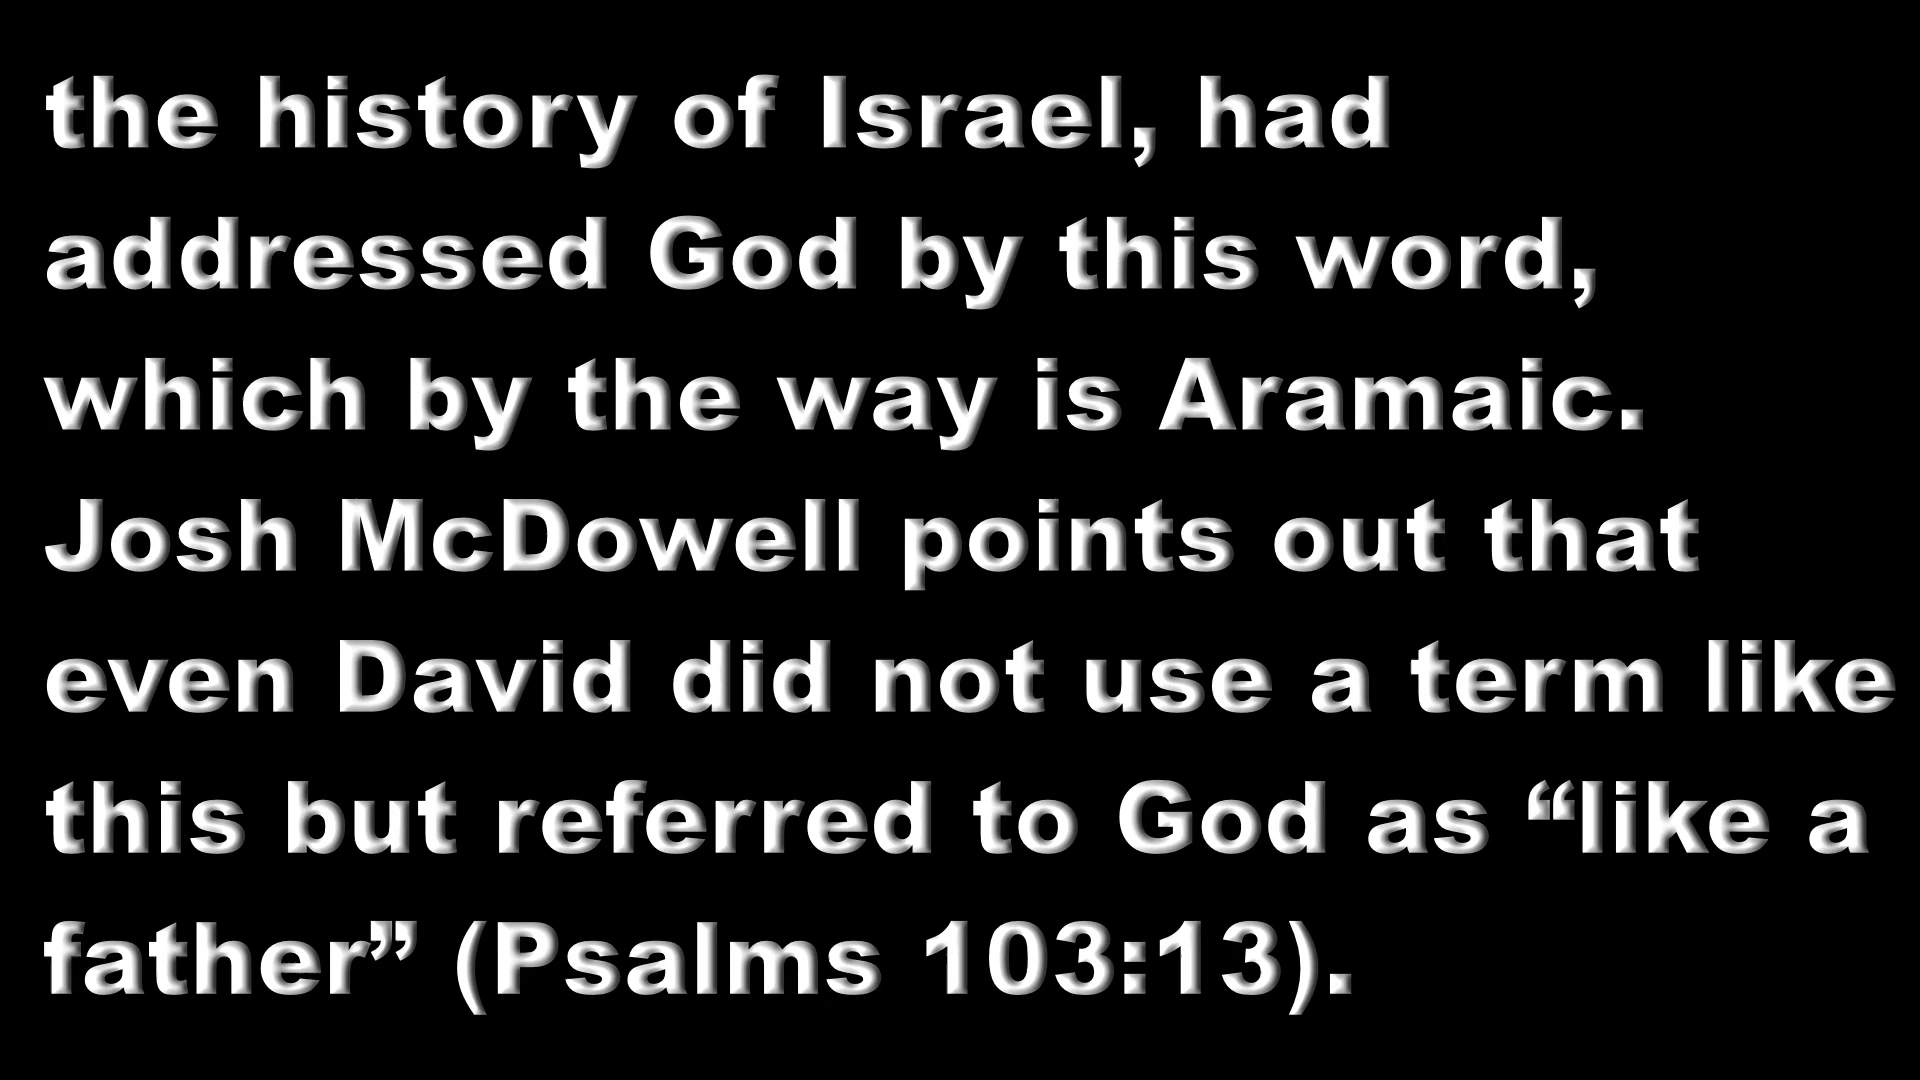 the history of Israel, had
addressed God by this word,
which by the way is Aramaic.
Josh McDowell points out that
even David did not use a term like
this but referred to God as “like a
father” (Psalms 103:13).